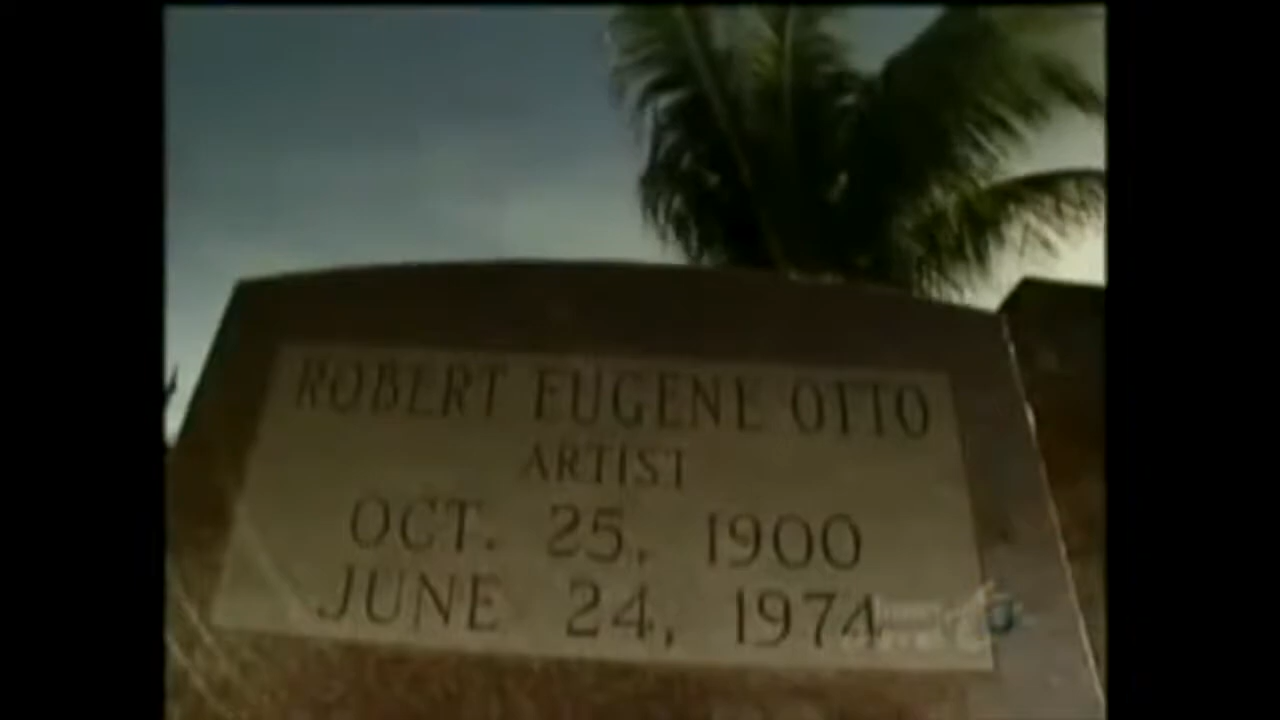 ROBERT EUGENE OTTO
ARTIST
OCT. 25, 1900
JUNE 24, 1974